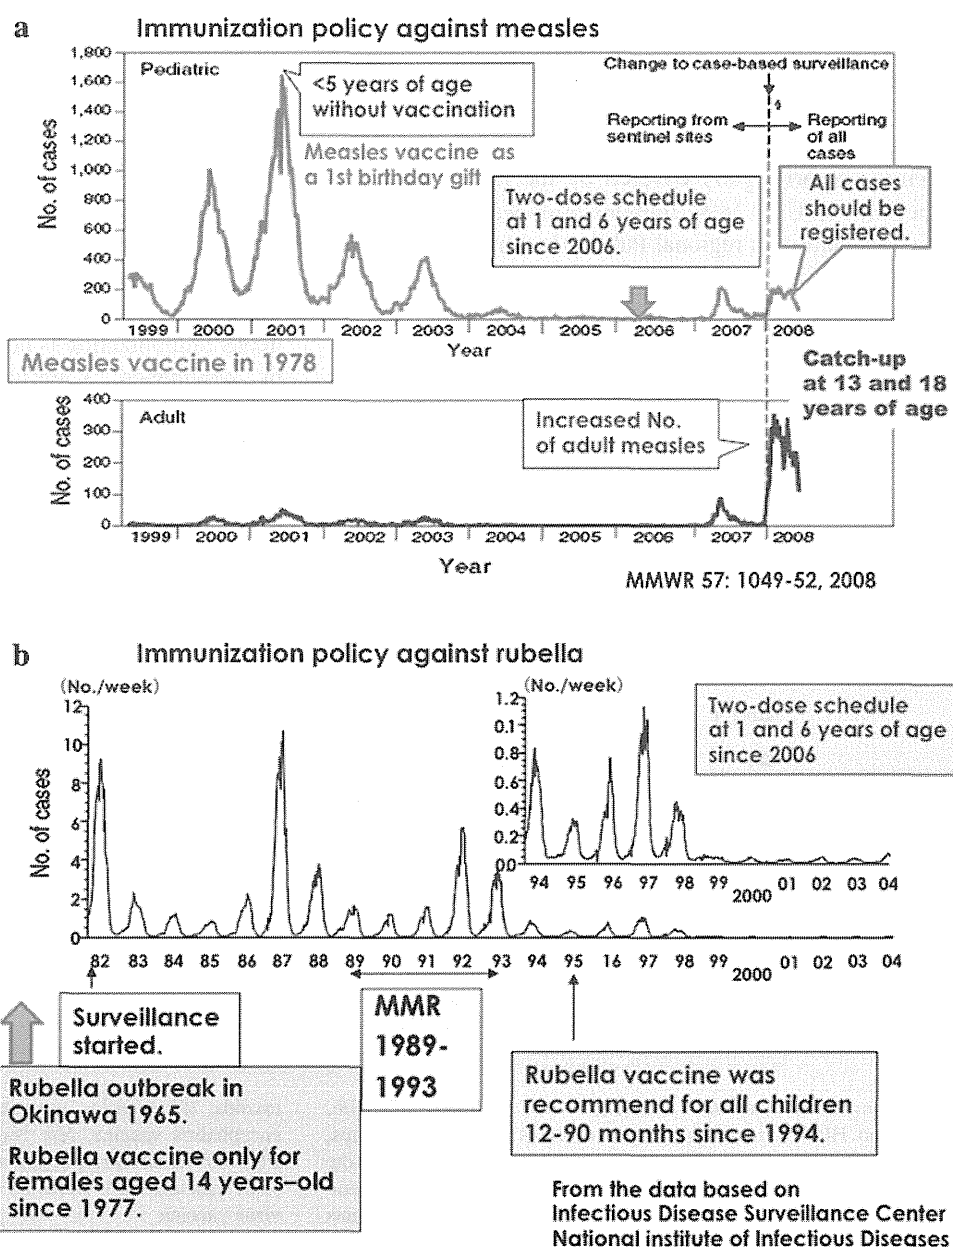 a Immunization policy against measles
1,800
1,600
1,400
1,200
1,000
800
600
400
200
0
No. of cases
Pediatric
<5 years of age
without vaccination
Measles vaccine as
a 1st birthday gift
Two-dose schedule
at 1 and 6 years of age
since 2006.
Change to case-based surveillance
Reporting from
sentinel sites
Reporting
of all
cases
All cases
should be
registered.
1999 2000 2001 2002 2003 2004 2005 2006 2007 2008
Year
Measles vaccine in 1978
Catch-up
at 13 and 18
years of age
400
300
200
100
0
No. of cases
Adult
Increased No.
of adult measles
1999 2000 2001 2002 2003 2004 2005 2006 2007 2008
Year
MMWR 57: 1049-52, 2008
b Immunization policy against rubella
(No./week)
12
10
8
6
4
2
0
No. of cases
(No./week)
1.2
0.1
0.8
0.6
0.4
0.2
0.0
94 95 96 97 98 99 2000 01 02 03 04
Two-dose schedule
at 1 and 6 years of age
since 2006
82 83 84 85 86 87 88 89 90 91 92 93 94 95 16 97 98 99 2000 01 02 03 04
Surveillance
started.
MMR
1989-
1993
Rubella outbreak in
Okinawa 1965.
Rubella vaccine only for
females aged 14 years-old
since 1977.
Rubella vaccine was
recommend for all children
12-90 months since 1994.
From the data based on
Infectious Disease Surveillance Center
National institute of Infectious Diseases